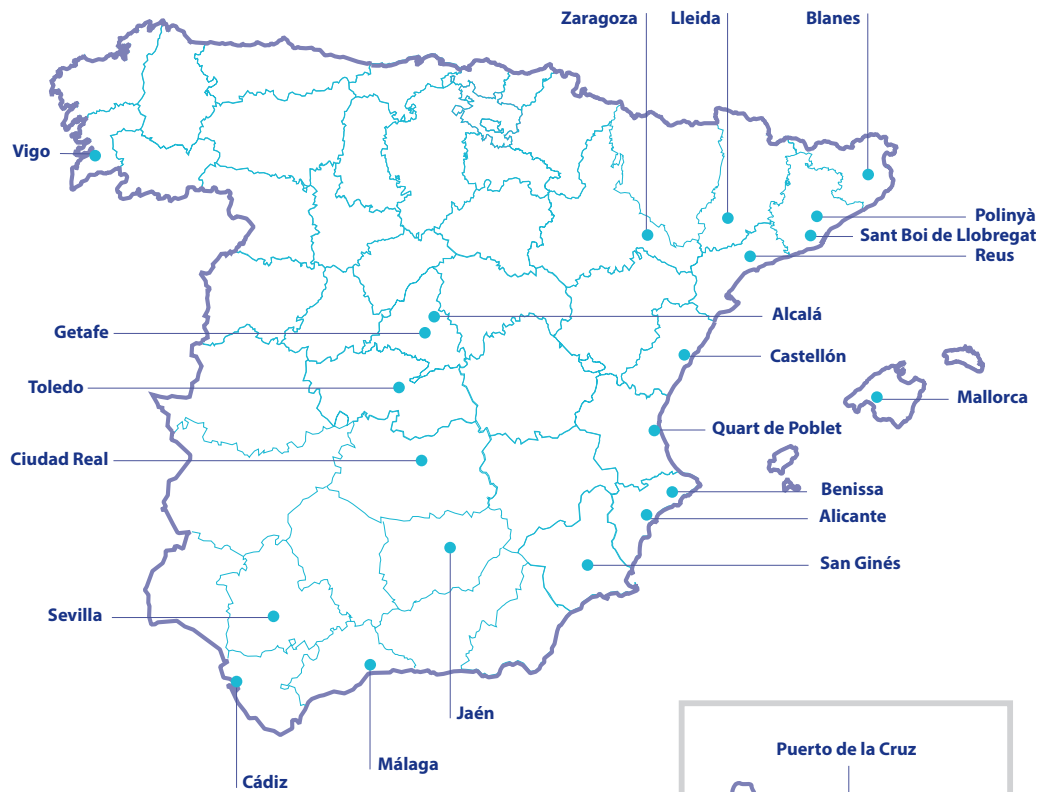 Zaragoza
Lleida
Blanes
Vigo
Polinyà
Sant Boi de Llobregat
Reus
Alcalá
Getafe
Castellón
Toledo
Mallorca
Quart de Poblet
Ciudad Real
Benissa
Alicante
San Ginés
Sevilla
Jaén
Puerto de la Cruz
Málaga
Cádiz